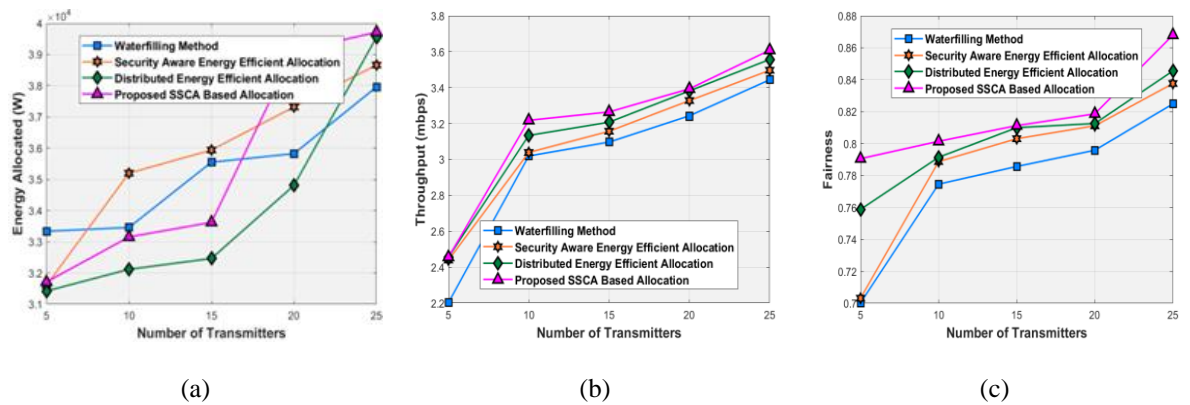 4
3.9
3.8
3.7
3.6
3.5
3.4
3.3
3.2
3.1
Energy Allocated (W)
Waterfilling Method
Security Aware Energy Efficient Allocation
Distributed Energy Efficient Allocation
Proposed SSCA Based Allocation
5 10 15 20 25
Number of Transmitters
(a)
3.8
3.6
3.4
3.2
3
2.8
2.6
2.4
2.2
Throughput (mbps)
Waterfilling Method
Security Aware Energy Efficient Allocation
Distributed Energy Efficient Allocation
Proposed SSCA Based Allocation
5 10 15 20 25
Number of Transmitters
(b)
0.88
0.86
0.84
0.82
0.8
0.78
0.76
0.74
0.72
0.7
Fairness
Waterfilling Method
Security Aware Energy Efficient Allocation
Distributed Energy Efficient Allocation
Proposed SSCA Based Allocation
5 10 15 20 25
Number of Transmitters
(c)